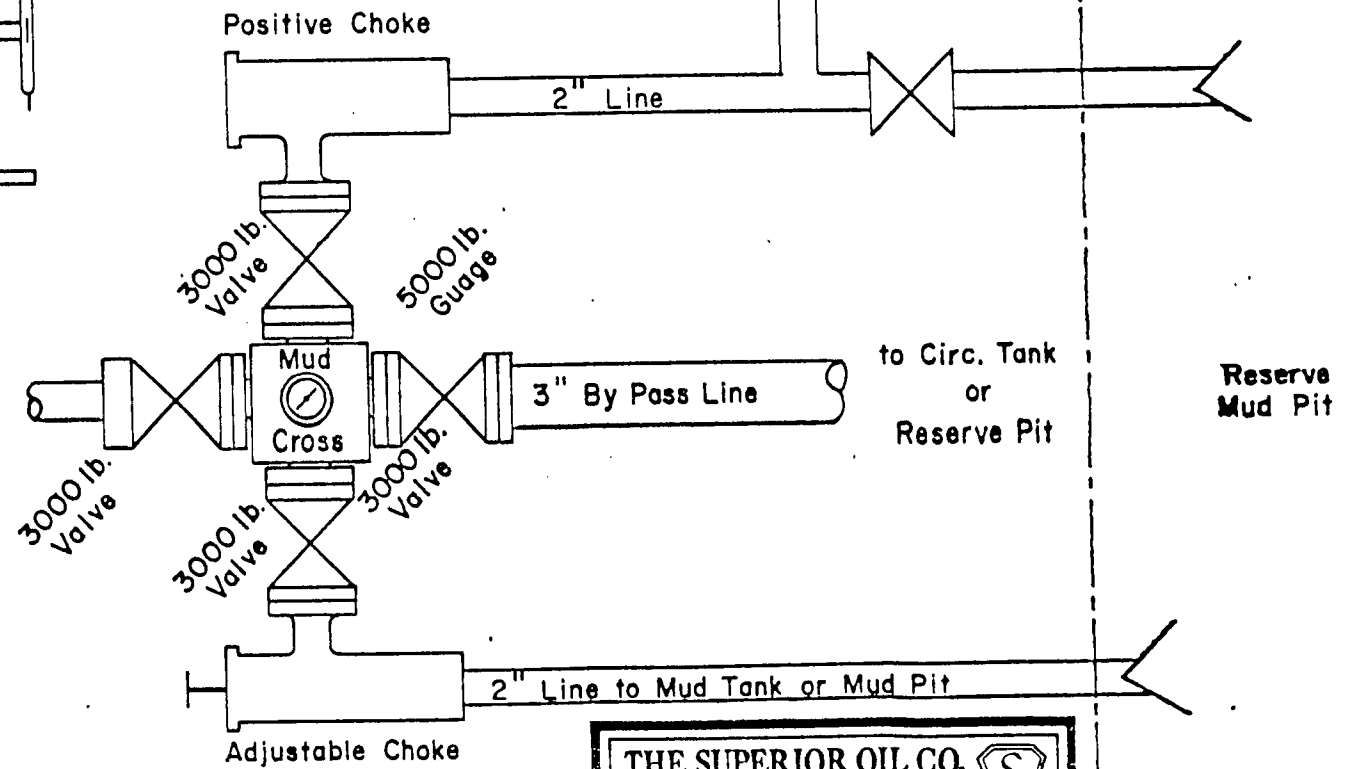 Positive Choke
2" Line
3000 lb.
Valve
5000 lb.
Guage
Mud
Cross
3" By Pass Line
to Circ. Tank
or
Reserve Pit
Reserve
Mud Pit
3000 lb.
Valve
3000 lb.
Valve
3000 lb.
Valve
2" Line to Mud Tank or Mud Pit
Adjustable Choke
THE SUPERIOR OIL CO.
S